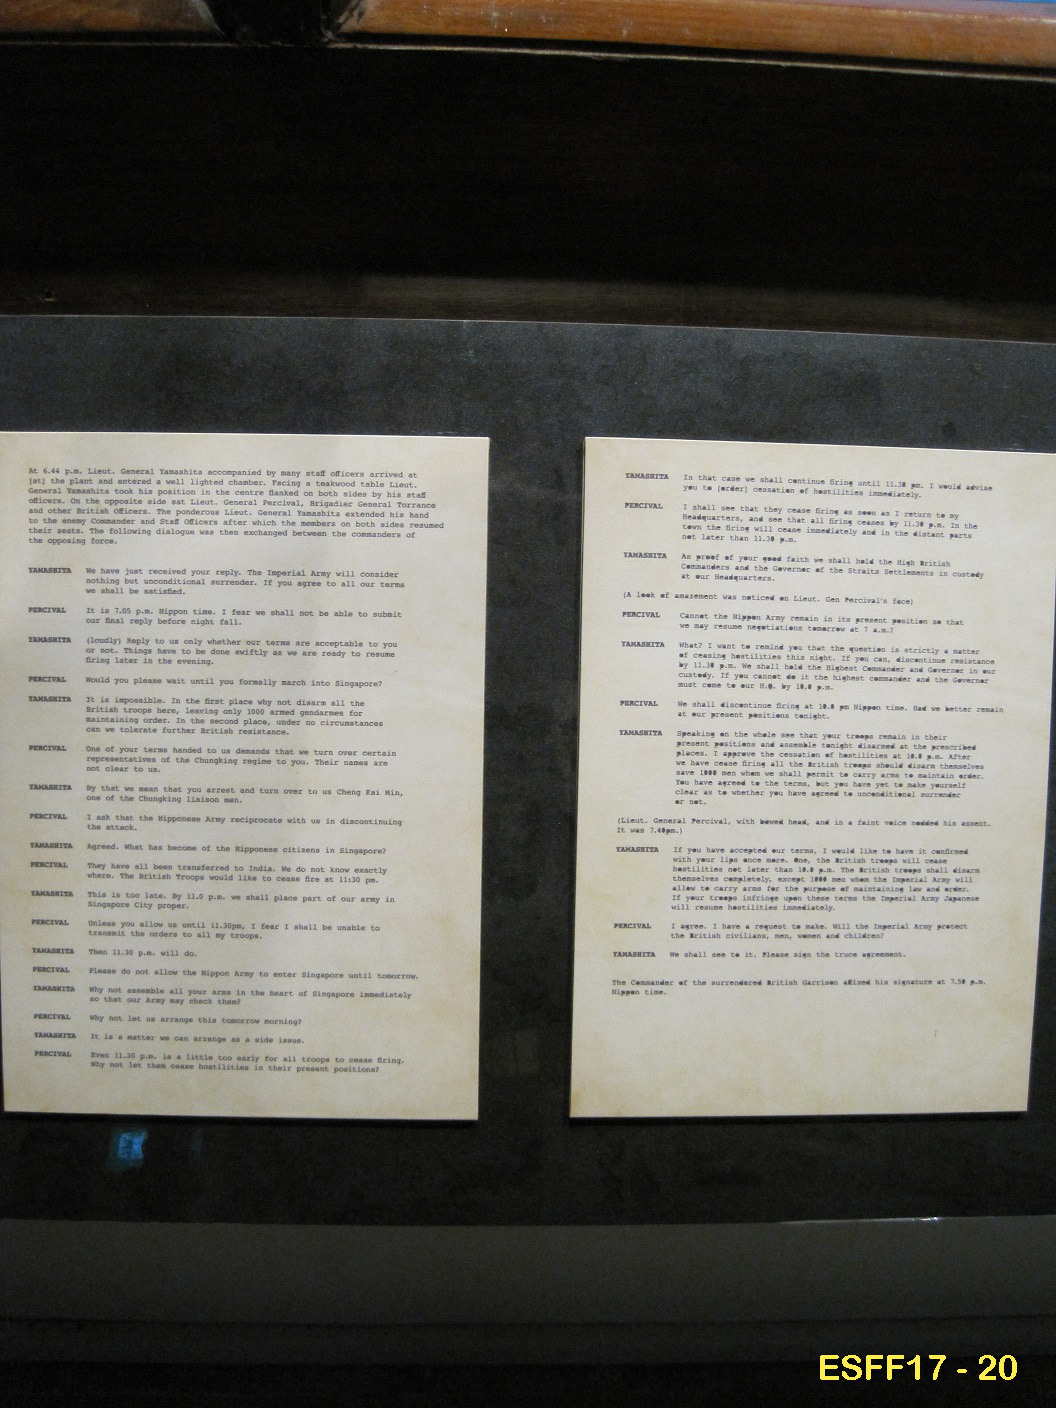 At 6.44 p.m. Lieut. General Yamashita accompanied by many staff officers arrived at
[at] the plant and entered a well lighted chamber. Facing a teakwood table Lieut.
General Yamashita took his position in the centre flanked on both sides by his staff
officers. On the opposite side sat Lieut. General Percival, Brigadier General Torrance
and other British Officers. The ponderous Lieut. General Yamashita extended his hand
to the enemy Commander and Staff Officers after which the members on both sides resumed
their seats. The following dialogue was then exchanged between the commanders of
the opposing force.
YAMASHITA We have just received your reply. The Imperial Army will consider
nothing but unconditional surrender. If you agree to all our terms
we shall be satisfied.
PERCIVAL It is 7.05 p.m. Nippon time. I fear we shall not be able to submit
our final reply before night fall.
YAMASHITA (loudly) Reply to us only whether our terms are acceptable to you
or not. Things have to be done swiftly as we are ready to resume
firing later in the evening.
PERCIVAL Would you please wait until you formally march into Singapore?
YAMASHITA It is impossible. In the first place why not disarm all the
British troops here, leaving only 1000 armed gendarmes for
maintaining order. In the second place, under no circumstances
can we tolerate further British resistance.
PERCIVAL One of your terms handed to us demands that we turn over certain
representatives of the Chungking regime to you. Their names are
not clear to us.
YAMASHITA By that we mean that you arrest and turn over to us Cheng Kai Min,
one of the Chungking liaison men.
PERCIVAL I ask that the Nipponese Army reciprocate with us in discontinuing
the attack.
YAMASHITA Agreed. What has become of the Nipponese citizens in Singapore?
PERCIVAL They have all been transferred to India. We do not know exactly
where. The British Troops would like to cease fire at 11:30 pm.
YAMASHITA This is too late. By 11.0 p.m. we shall place part of our army in
Singapore City proper.
PERCIVAL Unless you allow us until 11.30pm, I fear I shall be unable to
transmit the orders to all my troops.
YAMASHITA Then 11.30 p.m. will do.
PERCIVAL Please do not allow the Nippon Army to enter Singapore until tomorrow.
YAMASHITA Why not assemble all your arms in the heart of Singapore immediately
so that our Army may check them?
PERCIVAL Why not let us arrange this tomorrow morning?
YAMASHITA It is a matter we can arrange as a side issue.
PERCIVAL Even 11.30 p.m. is a little too early for all troops to cease firing.
Why not let them cease hostilities in their present positions?
YAMASHITA In that case we shall continue firing until 11.30 pm. I would advise
you to [order] cessation of hostilities immediately.
PERCIVAL I shall see that they cease firing as soon as I return to my
Headquarters, and see that all firing ceases by 11.30 p.m. In the
town the firing will cease immediately and in the distant parts
not later than 11.30 p.m.
YAMASHITA As proof of your good faith we shall hold the High British
Commanders and the Governor of the Straits Settlements in custody
at our Headquarters.
(A look of amazement was noticed on Lieut. Gen Percival's face)
PERCIVAL Cannot the Nippon Army remain in its present position so that
we may resume negotiations tomorrow at 7 a.m.?
YAMASHITA What? I want to remind you that the question is strictly a matter
of ceasing hostilities this night. If you can, discontinue resistance
by 11.30 p.m. We shall hold the Highest Commander and Governor in our
custody. If you cannot do it the highest commander and the Governor
must come to our H.Q. by 10.0 p.m.
PERCIVAL We shall discontinue firing at 10.0 pm Nippon time. Had we better remain
at our present positions tonight.
YAMASHITA Speaking on the whole see that your troops remain in their
present positions and assemble tonight disarmed at the prescribed
places. I approve the cessation of hostilities at 10.0 p.m. After
we have cease firing all the British troops should disarm themselves
save 1000 men whom we shall permit to carry arms to maintain order.
You have agreed to the terms, but you have yet to make yourself
clear as to whether you have agreed to unconditional surrender
or not.
(Lieut. General Percival, with bowed head, and in a faint voice nodded his assent.
It was 7.40pm.)
YAMASHITA If you have accepted our terms, I would like to have it confirmed
with your lips once more. One, the British troops will cease
hostilities not later than 10.0 p.m. The British troops shall disarm
themselves completely, except 1000 men whom the Imperial Army will
allow to carry arms for the purpose of maintaining law and order.
If your troops infringe upon these terms the Imperial Army Japanese
will resume hostilities immediately.
PERCIVAL I agree. I have a request to make. Will the Imperial Army protect
the British civilians, men, women and children?
YAMASHITA We shall see to it. Please sign the truce agreement.
The Commander of the surrendered British Garrison affixed his signature at 7.50 p.m.
Nippon time.
ESFF17 - 20